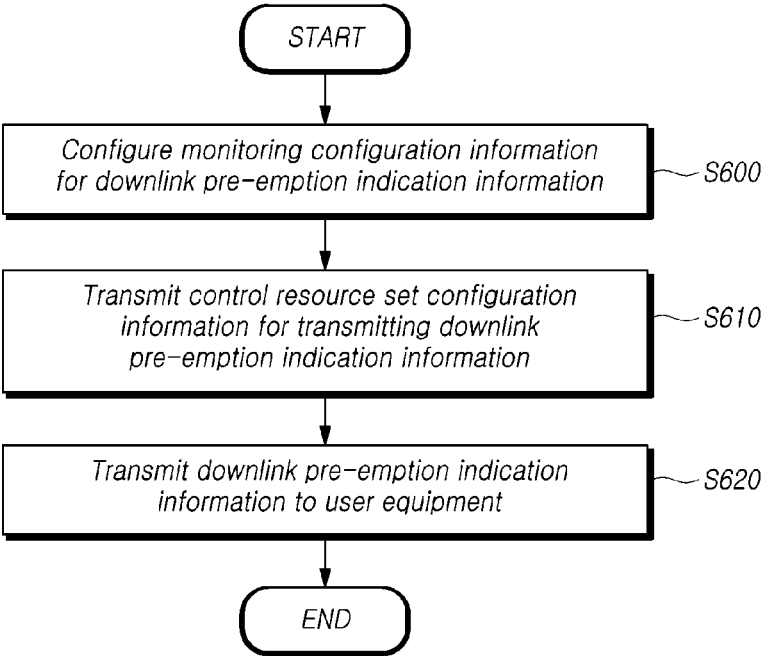 START
Configure monitoring configuration information
for downlink pre-emption indication information
S600
Transmit control resource set configuration
information for transmitting downlink
pre-emption indication information
S610
Transmit downlink pre-emption indication
information to user equipment
S620
END